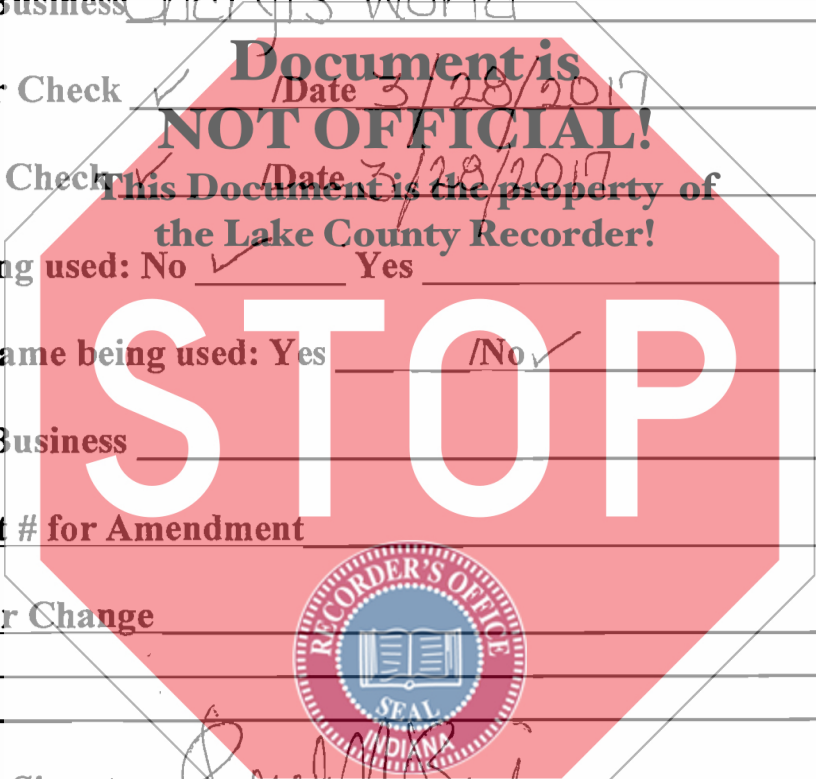 Business Cheryl's World
Document is
r Check ✓ /Date 3/28/2017
NOT OFFICIAL!
Check ✓ /Date 3/28/2017
This Document is the property of
the Lake County Recorder!
ng used: No ✓ Yes
ame being used: Yes /No ✓
STOP
Business
t # for Amendment
RECORDER'S OFFICE
r Change
SEAL
INDIANA